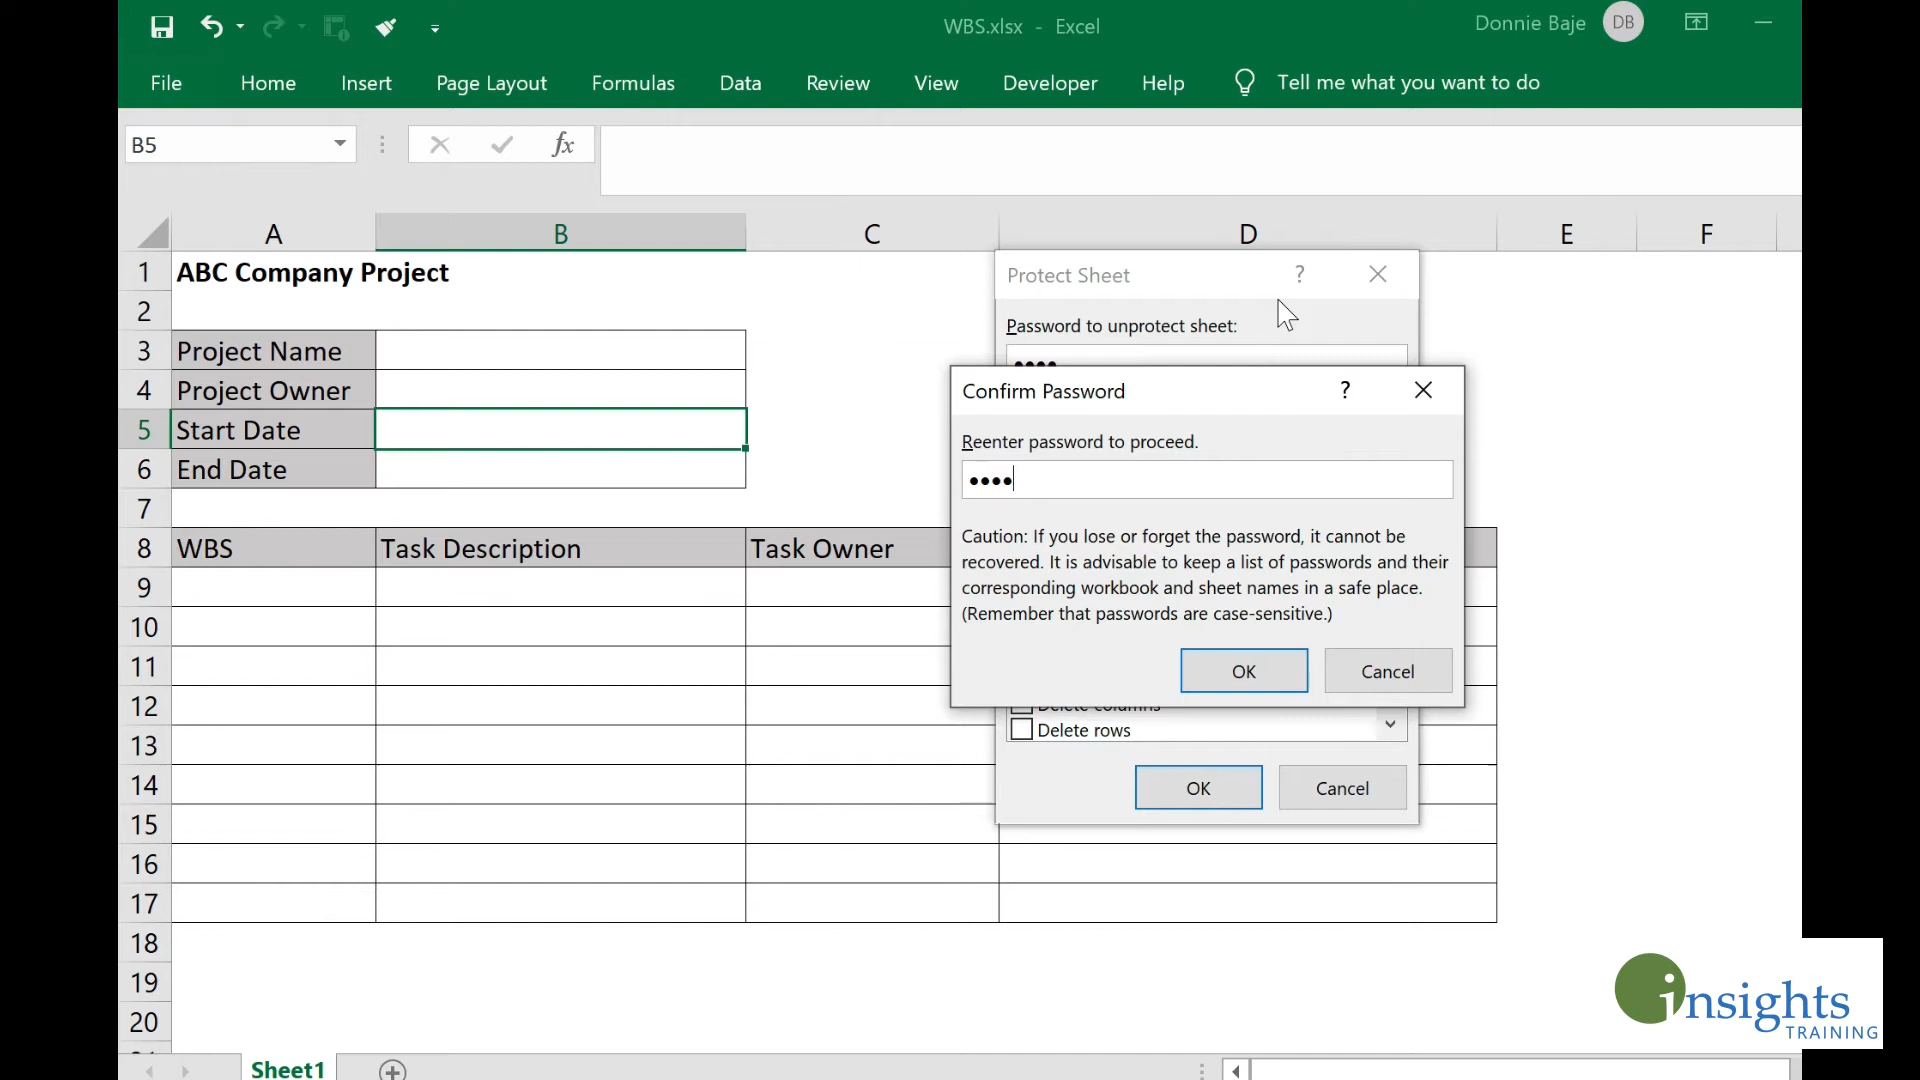 WBS.xlsx - Excel
Donnie Baje DB
File Home Insert Page Layout Formulas Data Review View Developer Help Tell me what you want to do
B5 fx
A B C D E F
1 ABC Company Project
2
3 Project Name
4 Project Owner
5 Start Date
6 End Date
7
8 WBS Task Description Task Owner
9
10
11
12
13
14
15
16
17
18
19
20
Protect Sheet ?
Password to unprotect sheet:
Confirm Password ?
Reenter password to proceed.
Caution: If you lose or forget the password, it cannot be
recovered. It is advisable to keep a list of passwords and their
corresponding workbook and sheet names in a safe place.
(Remember that passwords are case-sensitive.)
OK Cancel
Delete columns
Delete rows
OK Cancel
insights
TRAINING
Sheet1